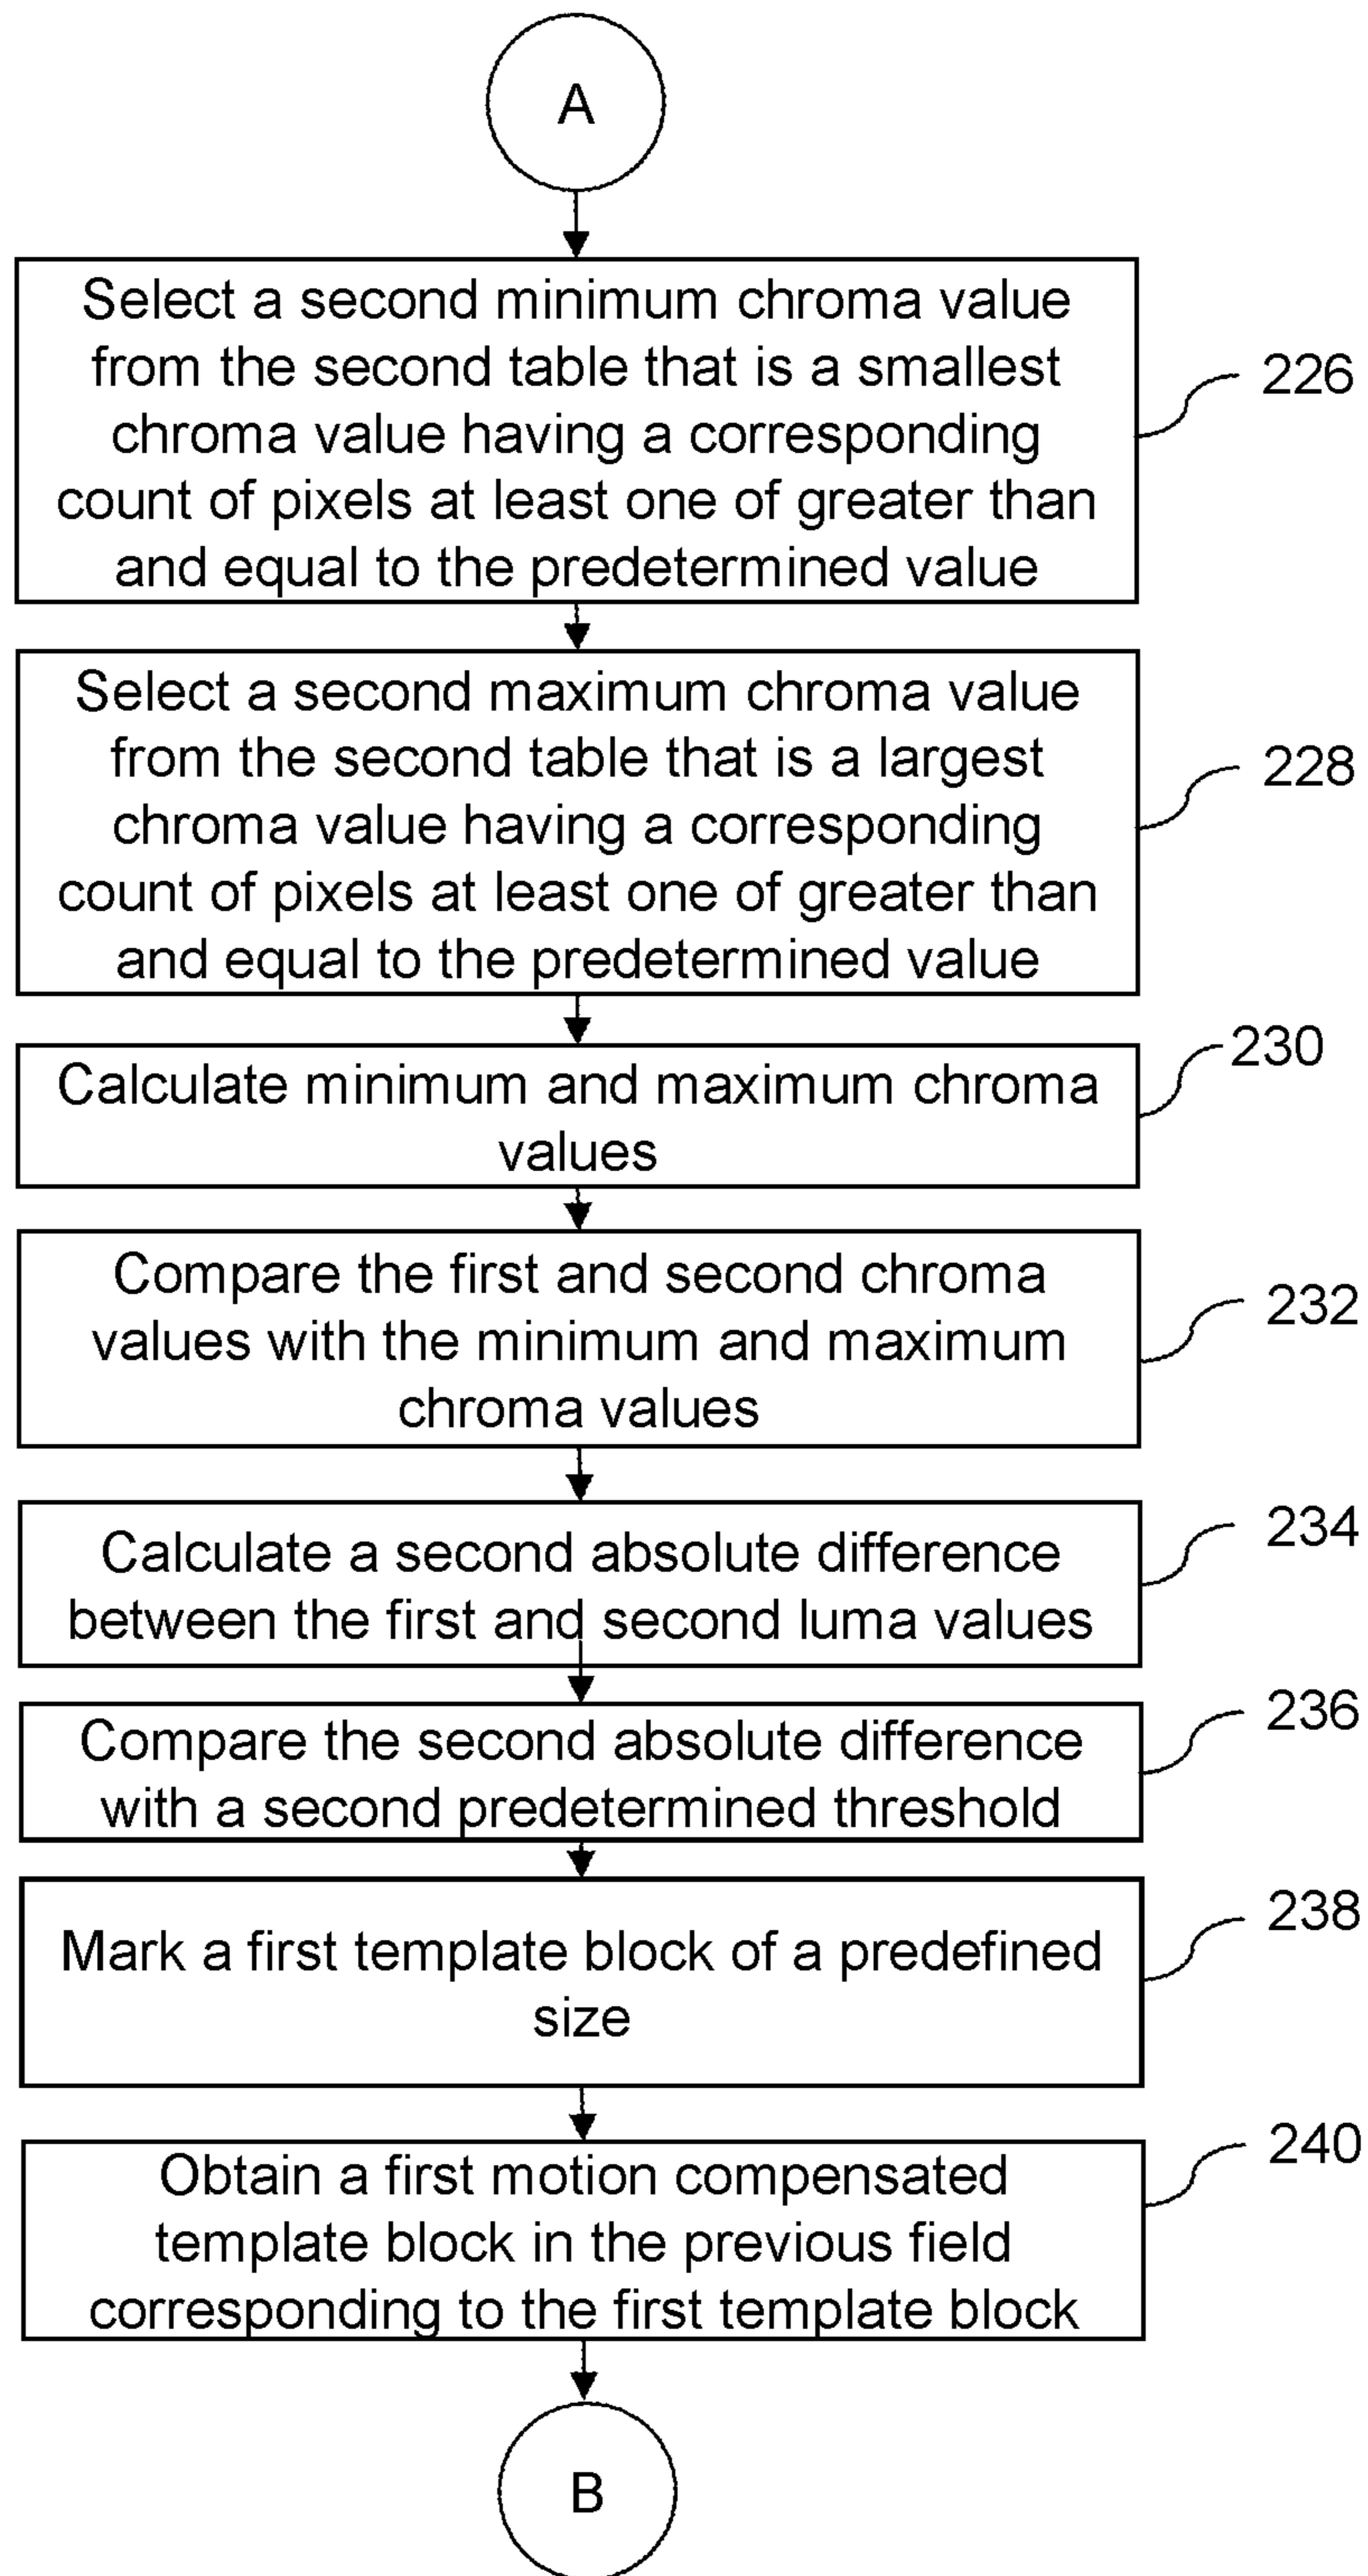 A
Select a second minimum chroma value
from the second table that is a smallest
chroma value having a corresponding
count of pixels at least one of greater than
and equal to the predetermined value
226
Select a second maximum chroma value
from the second table that is a largest
chroma value having a corresponding
count of pixels at least one of greater than
and equal to the predetermined value
228
Calculate minimum and maximum chroma
values
230
Compare the first and second chroma
values with the minimum and maximum
chroma values
232
Calculate a second absolute difference
between the first and second luma values
234
Compare the second absolute difference
with a second predetermined threshold
236
Mark a first template block of a predefined
size
238
Obtain a first motion compensated
template block in the previous field
corresponding to the first template block
240
B